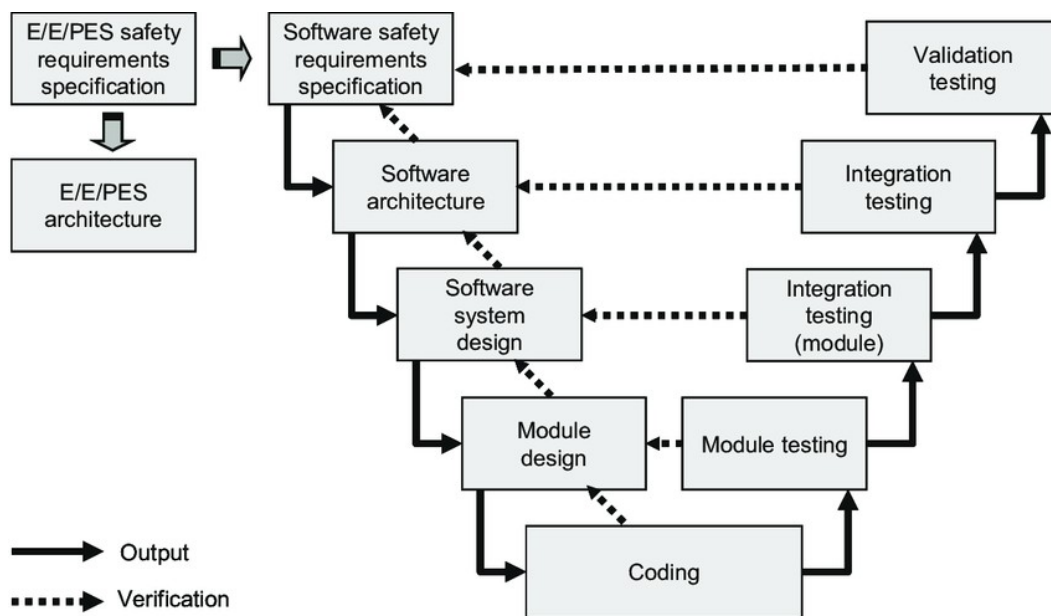 E/E/PES safety
requirements
specification
Software safety
requirements
specification
Validation
testing
E/E/PES
architecture
Software
architecture
Integration
testing
Software
system
design
Integration
testing
(module)
Module
design
Module testing
Coding
Output
Verification